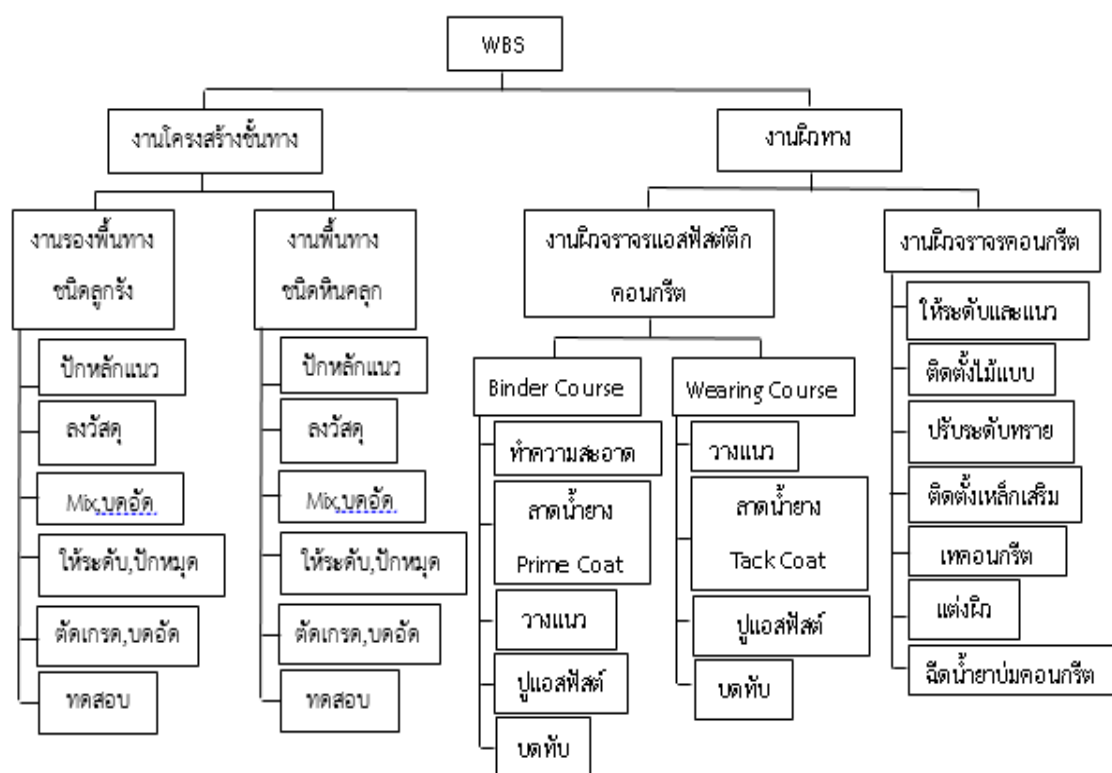 WBS
งานโครงสร้างชั้นทาง
งานผิวทาง
งานรองพื้นทาง
ชนิดลูกรัง
งานพื้นทาง
ชนิดหินคลุก
งานผิวจราจรแอสฟัสต์ติก
คอนกรีต
งานผิวจราจรคอนกรีต
ปักหลักแนว
ลงวัสดุ
Mix,บดอัด
ให้ระดับ,ปักหมุด
ตัดเกรด,บดอัด
ทดสอบ
ปักหลักแนว
ลงวัสดุ
Mix,บดอัด
ให้ระดับ,ปักหมุด
ตัดเกรด,บดอัด
ทดสอบ
Binder Course
ทำความสะอาด
ลาดน้ำยาง
Prime Coat
วางแนว
ปูแอสฟัสต์
บดทับ
Wearing Course
วางแนว
ลาดน้ำยาง
Tack Coat
ปูแอสฟัสต์
บดทับ
ให้ระดับและแนว
ติดตั้งไม้แบบ
ปรับระดับทราย
ติดตั้งเหล็กเสริม
เทคอนกรีต
แต่งผิว
ฉีดน้ำยาบ่มคอนกรีต